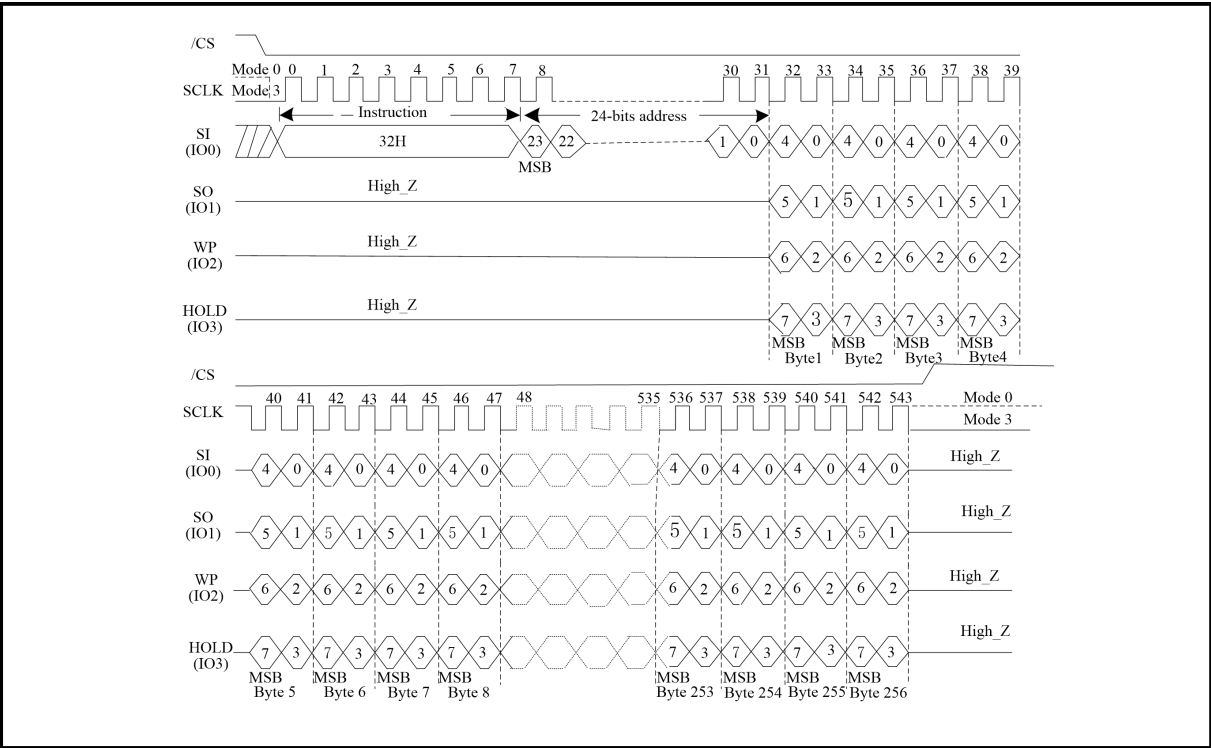 /CS
Mode 0 0 1 2 3 4 5 6 7 8 30 31 32 33 34 35 36 37 38 39
SCLK Mode 3
Instruction 24-bits address
SI
(IO0)
32H 23 22 1 0 4 0 4 0 4 0 4 0
MSB
High_Z
SO
(IO1)
5 1 5 1 5 1 5 1
High_Z
WP
(IO2)
6 2 6 2 6 2 6 2
High_Z
HOLD
(IO3)
7 3 7 3 7 3 7 3
MSB MSB MSB MSB
Byte1 Byte2 Byte3 Byte4
/CS
40 41 42 43 44 45 46 47 48 535 536 537 538 539 540 541 542 543 Mode 0
SCLK
Mode 3
SI
(IO0)
4 0 4 0 4 0 4 0 4 0 4 0 4 0 4 0 High_Z
SO
(IO1)
5 1 5 1 5 1 5 1 5 1 5 1 5 1 5 1 High_Z
WP
(IO2)
6 2 6 2 6 2 6 2 6 2 6 2 6 2 6 2 High_Z
HOLD
(IO3)
7 3 7 3 7 3 7 3 7 3 7 3 7 3 7 3 High_Z
MSB MSB MSB MSB MSB MSB MSB MSB
Byte 5 Byte 6 Byte 7 Byte 8 Byte 253 Byte 254 Byte 255 Byte 256